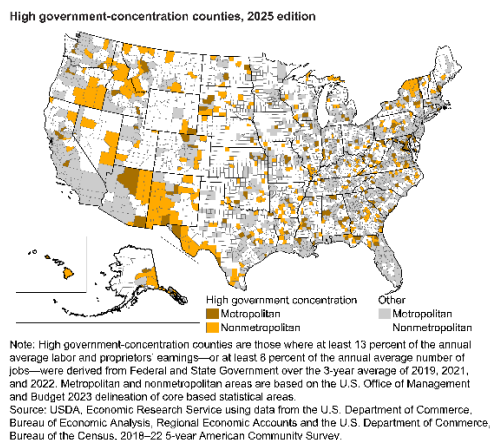 High government-concentration counties, 2025 edition
High government concentration
Metropolitan
Nonmetropolitan
Other
Metropolitan
Nonmetropolitan
Note: High government-concentration counties are those where at least 13 percent of the annual
average labor and proprietors' earnings—or at least 8 percent of the annual average number of
jobs—were derived from Federal and State Government over the 3-year average of 2019, 2021,
and 2022. Metropolitan and nonmetropolitan areas are based on the U.S. Office of Management
and Budget 2023 delineation of core based statistical areas.
Source: USDA, Economic Research Service using data from the U.S. Department of Commerce,
Bureau of Economic Analysis, Regional Economic Accounts and the U.S. Department of Commerce,
Bureau of the Census, 2018–22 5-year American Community Survey.